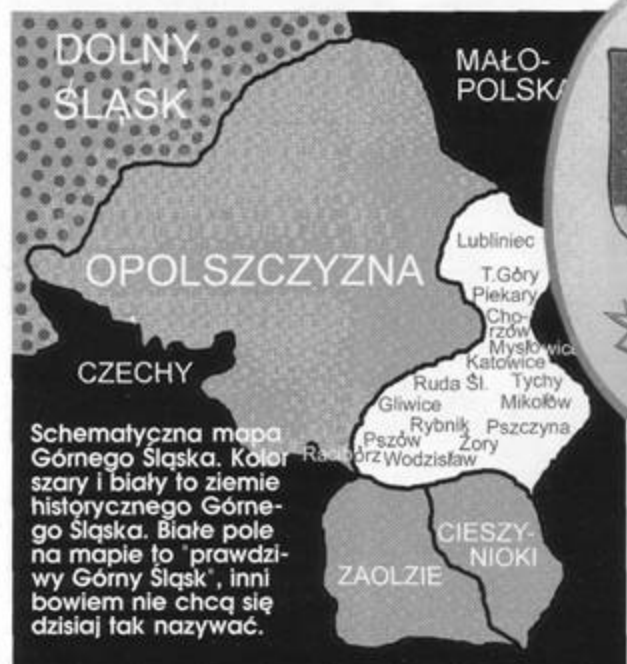 DOLNY
ŚLĄSK
MAŁO-
POLSKA
OPOLSZCZYZNA
Lubliniec
T.Góry
Piekary
Cho-
rzów
Mysłowice
Katowice
Ruda Śl.
Tychy
Gliwice
Mikołów
Rybnik
Pszczyna
Pszów
Żory
Racibórz
Wodzisław
CZECHY
Schematyczna mapa
Górnego Śląska. Kolor
szary i biały to ziemie
historycznego Górne-
go Śląska. Białe pole
na mapie to "prawdzi-
wy Górny Śląsk", inni
bowiem nie chcą się
dzisiaj tak nazywać.
ZAOLZIE
CIESZY-
NIOKI